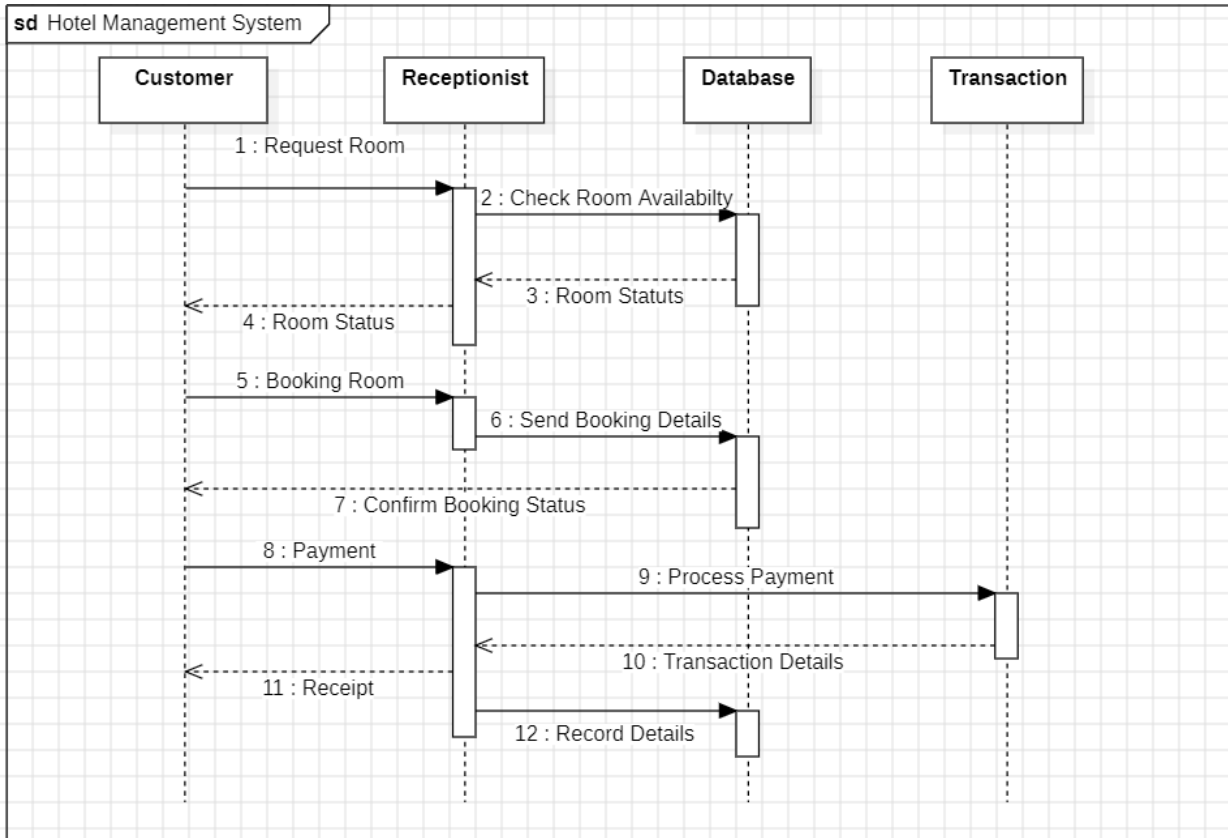 sd Hotel Management System
Customer
Receptionist
Database
Transaction
1 : Request Room
2 : Check Room Availabilty
3 : Room Statuts
4 : Room Status
5 : Booking Room
6 : Send Booking Details
7 : Confirm Booking Status
8 : Payment
9 : Process Payment
10 : Transaction Details
11 : Receipt
12 : Record Details